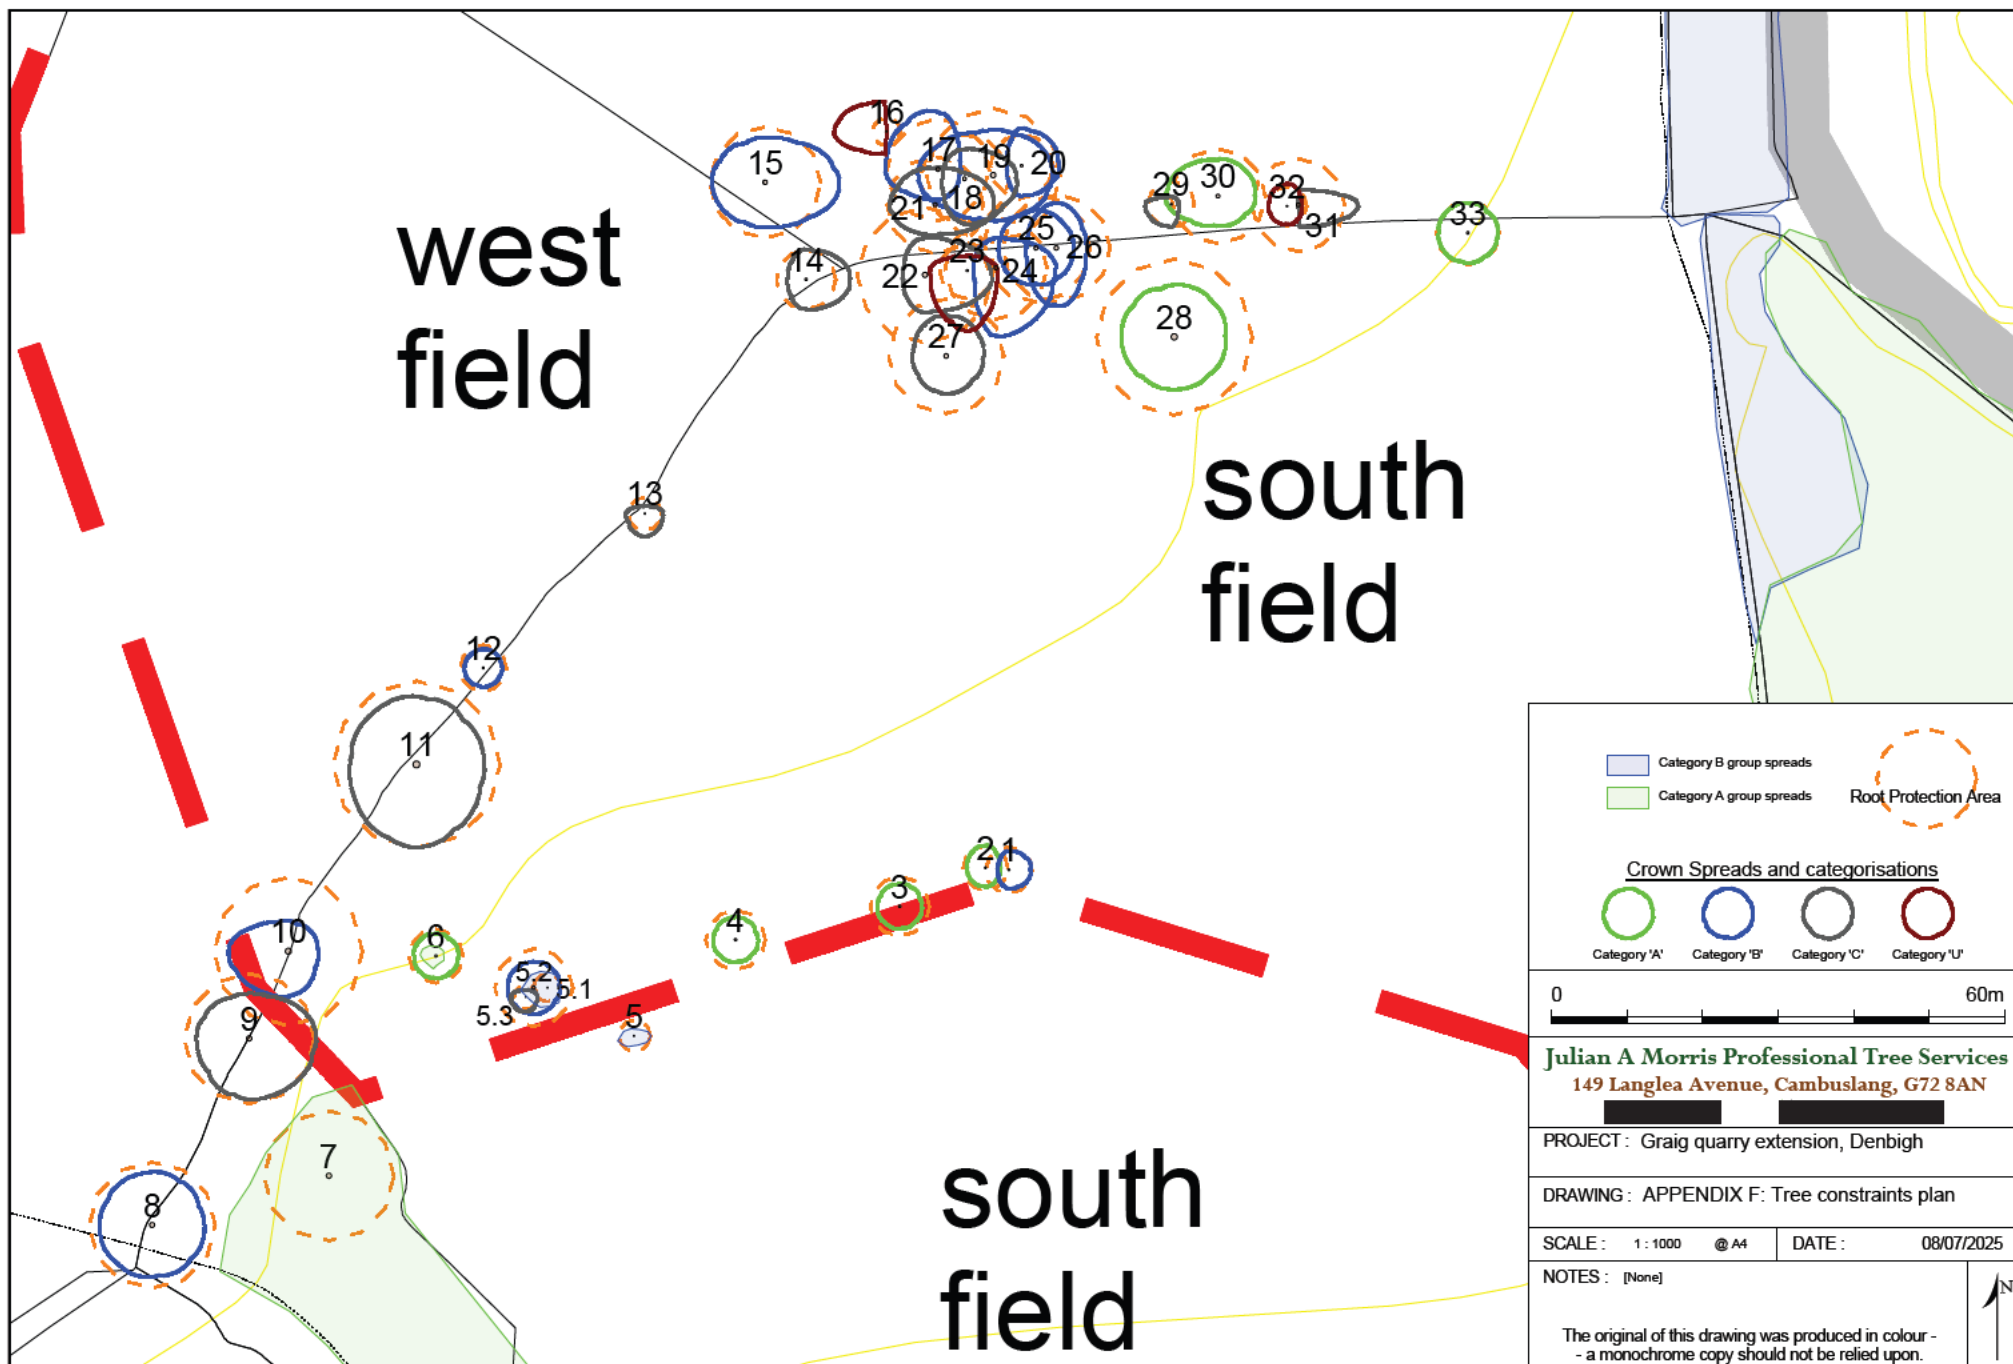 16
15
17
19
20
18
21
29
30
32
31
33
west
field
14
25
26
22
23
24
27
28
south
field
13
12
11
2
1
3
4
10
6
5.2
5.1
5.3
5
9
7
8
south
field
Category B group spreads
Category A group spreads
Root Protection Area
Crown Spreads and categorisations
Category 'A' Category 'B' Category 'C' Category 'U'
0 60m
Julian A Morris Professional Tree Services
149 Langlea Avenue, Cambuslang, G72 8AN
PROJECT : Graig quarry extension, Denbigh
DRAWING : APPENDIX F: Tree constraints plan
SCALE : 1 : 1000 @ A4 DATE : 08/07/2025
NOTES : [None]
N
The original of this drawing was produced in colour -
- a monochrome copy should not be relied upon.